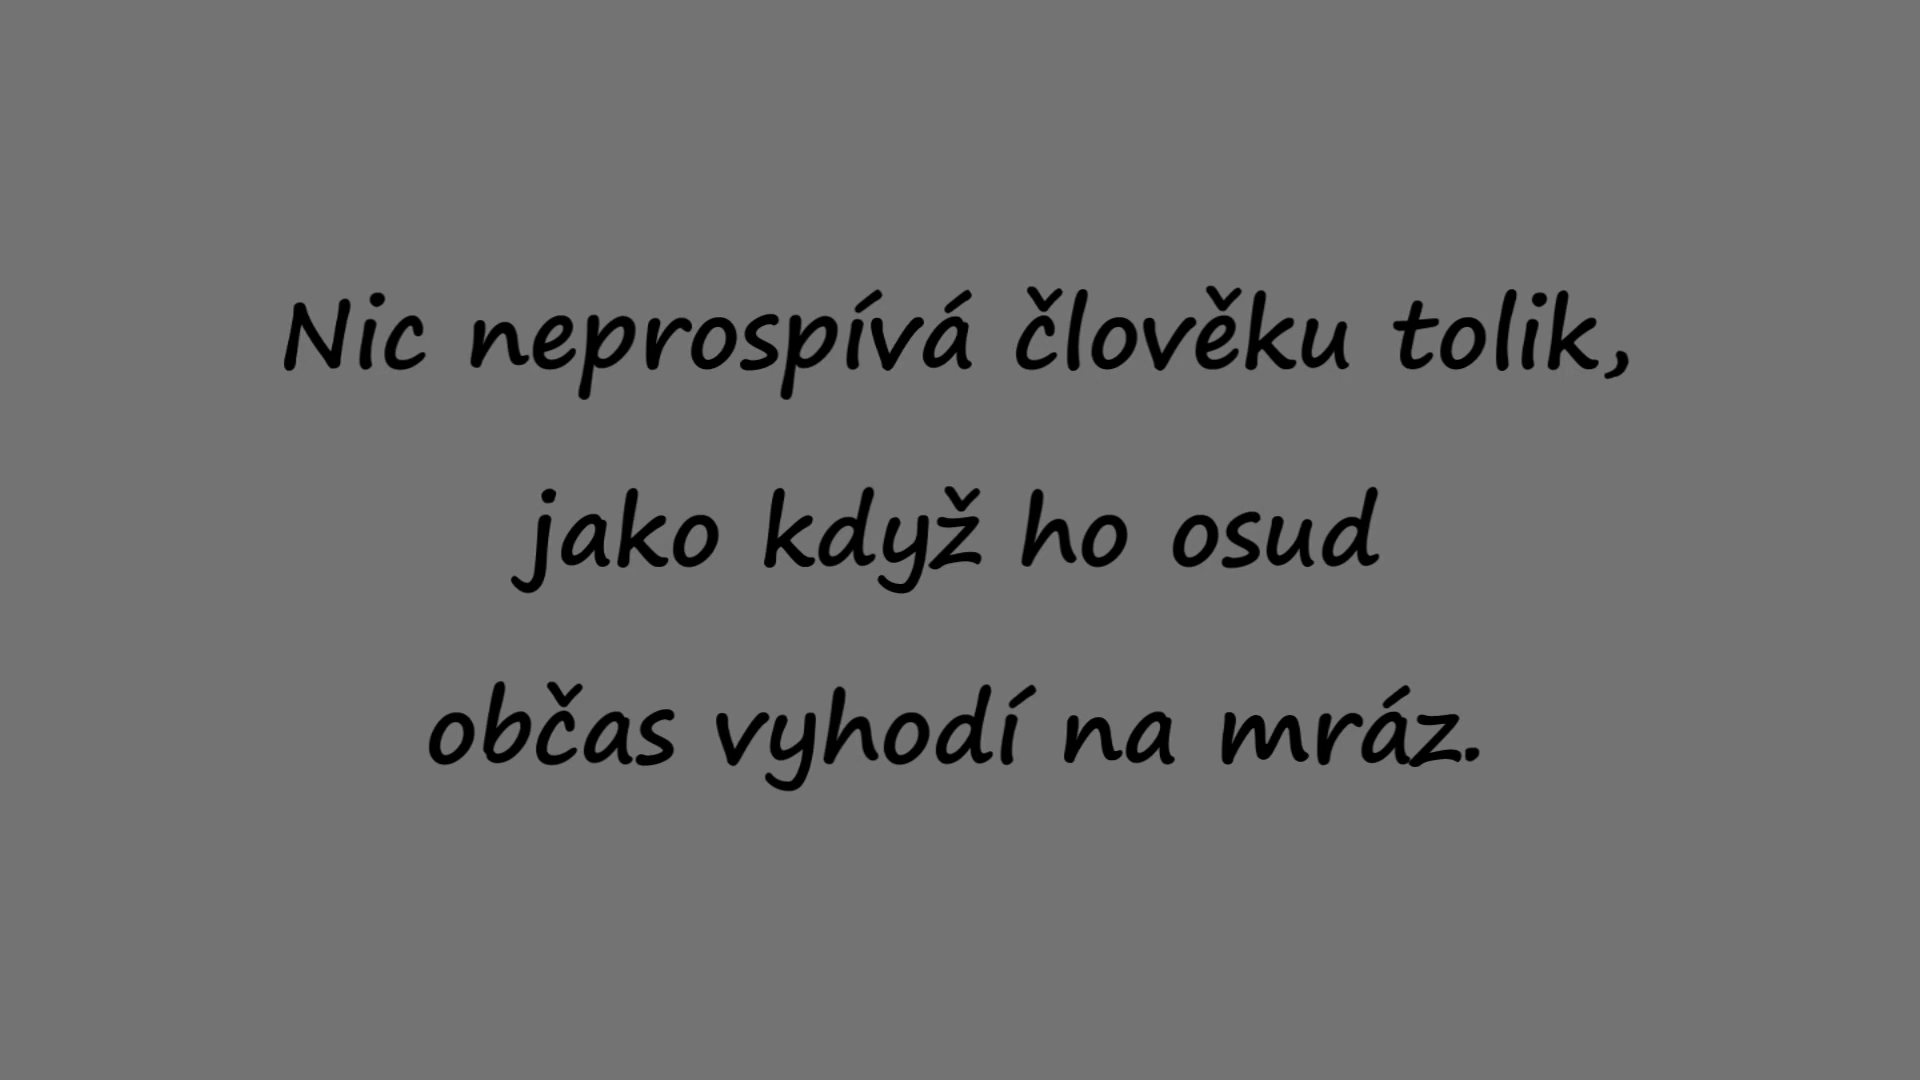 Nic neprospívá člověku tolik,
jako když ho osud
občas vyhodí na mráz.